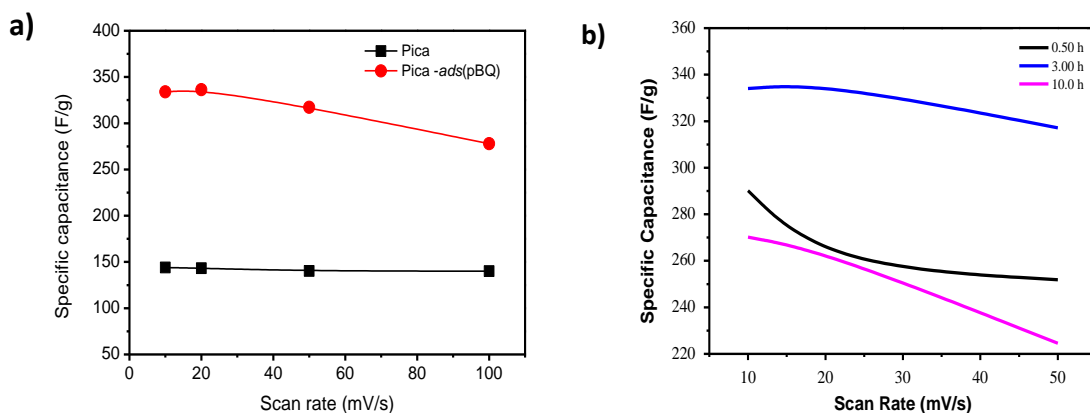 a)
Specific capacitance (F/g)
400
350
300
250
200
150
100
50
0
20
40
60
80
100
Scan rate (mV/s)
Pica
Pica -ads(pBQ)
b)
Specific Capacitance (F/g)
360
340
320
300
280
260
240
220
10
20
30
40
50
Scan Rate (mV/s)
0.50 h
3.00 h
10.0 h